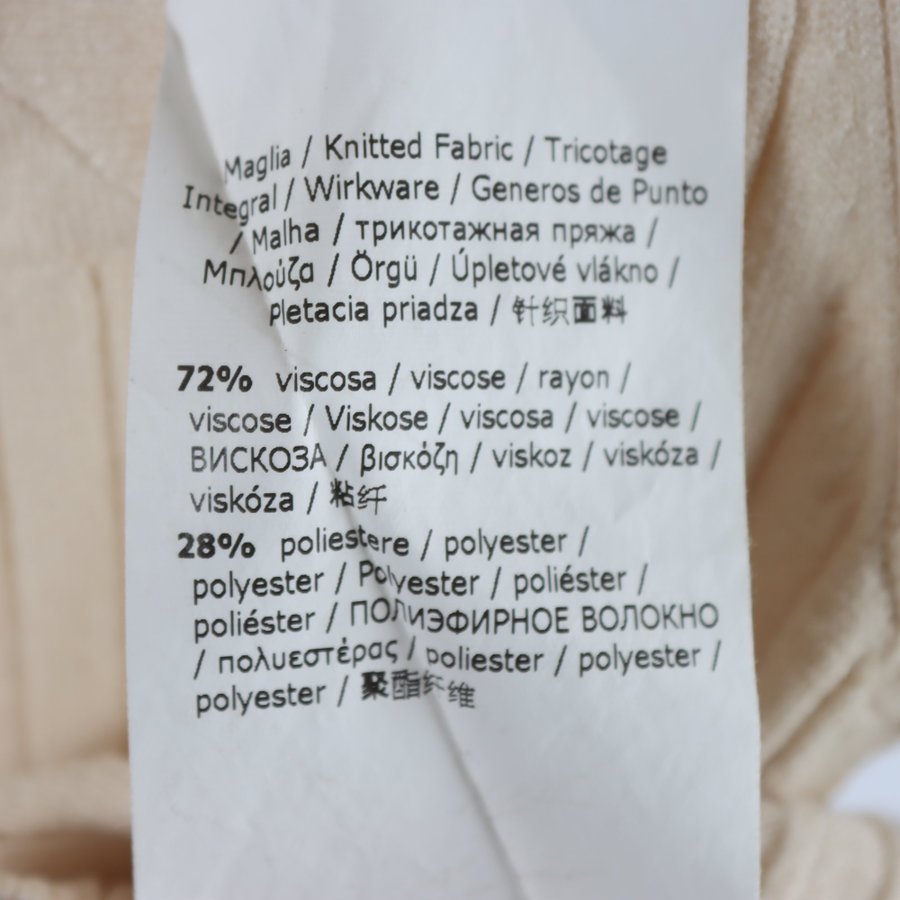 Maglia / Knitted Fabric / Tricotage
Integral / Wirkware / Generos de Punto
/ Malha / трикотажная пряжа /
Μπλούζα / Örgü / Úpletové vlákno /
Pletacia priadza / 针织面料
72% viscosa / viscose / rayon /
viscose / Viskose / viscosa / viscose /
ВИСКОЗА / βισκόζη / viskoz / viskóza /
viskóza / 粘纤
28% poliestere / polyester /
polyester / Polyester / poliéster /
poliéster / ПОЛИЭФИРНОЕ ВОЛОКНО
/ πολυεστέρας / poliester / polyester /
polyester / 聚酯纤维